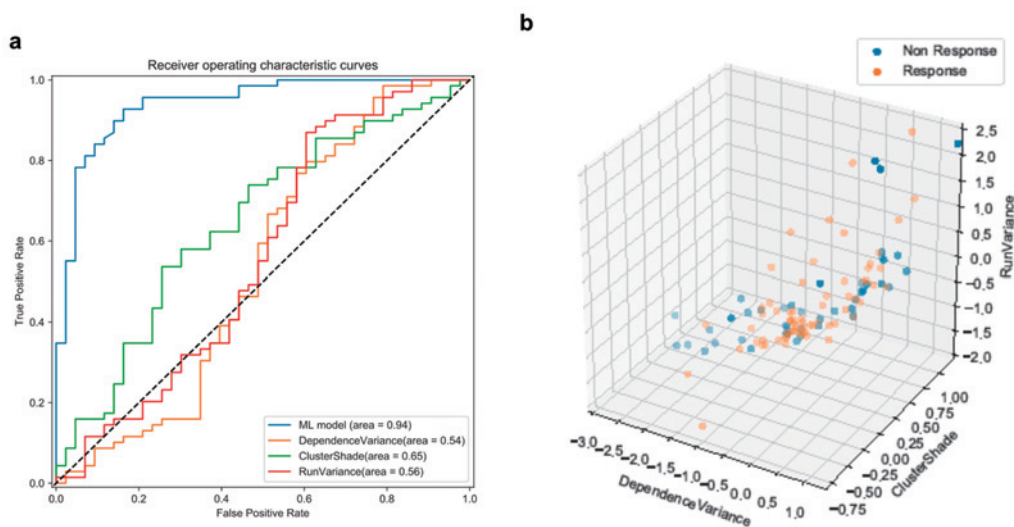 a
Receiver operating characteristic curves
1.0
0.8
0.6
0.4
0.2
0.0
True Positive Rate
0.0 0.2 0.4 0.6 0.8 1.0
False Positive Rate
ML model (area = 0.94)
DependenceVariance(area = 0.54)
ClusterShade(area = 0.65)
RunVariance(area = 0.56)
b
Non Response
Response
2.5
2.0
1.5
1.0
0.5
0.0
−0.5
−1.0
−1.5
−2.0
RunVariance
1.00
0.75
0.50
0.25
0.00
−0.25
−0.50
−0.75
ClusterShade
−3.0 −2.5 −2.0 −1.5 −1.0 −0.5 0.0 0.5 1.0
DependenceVariance